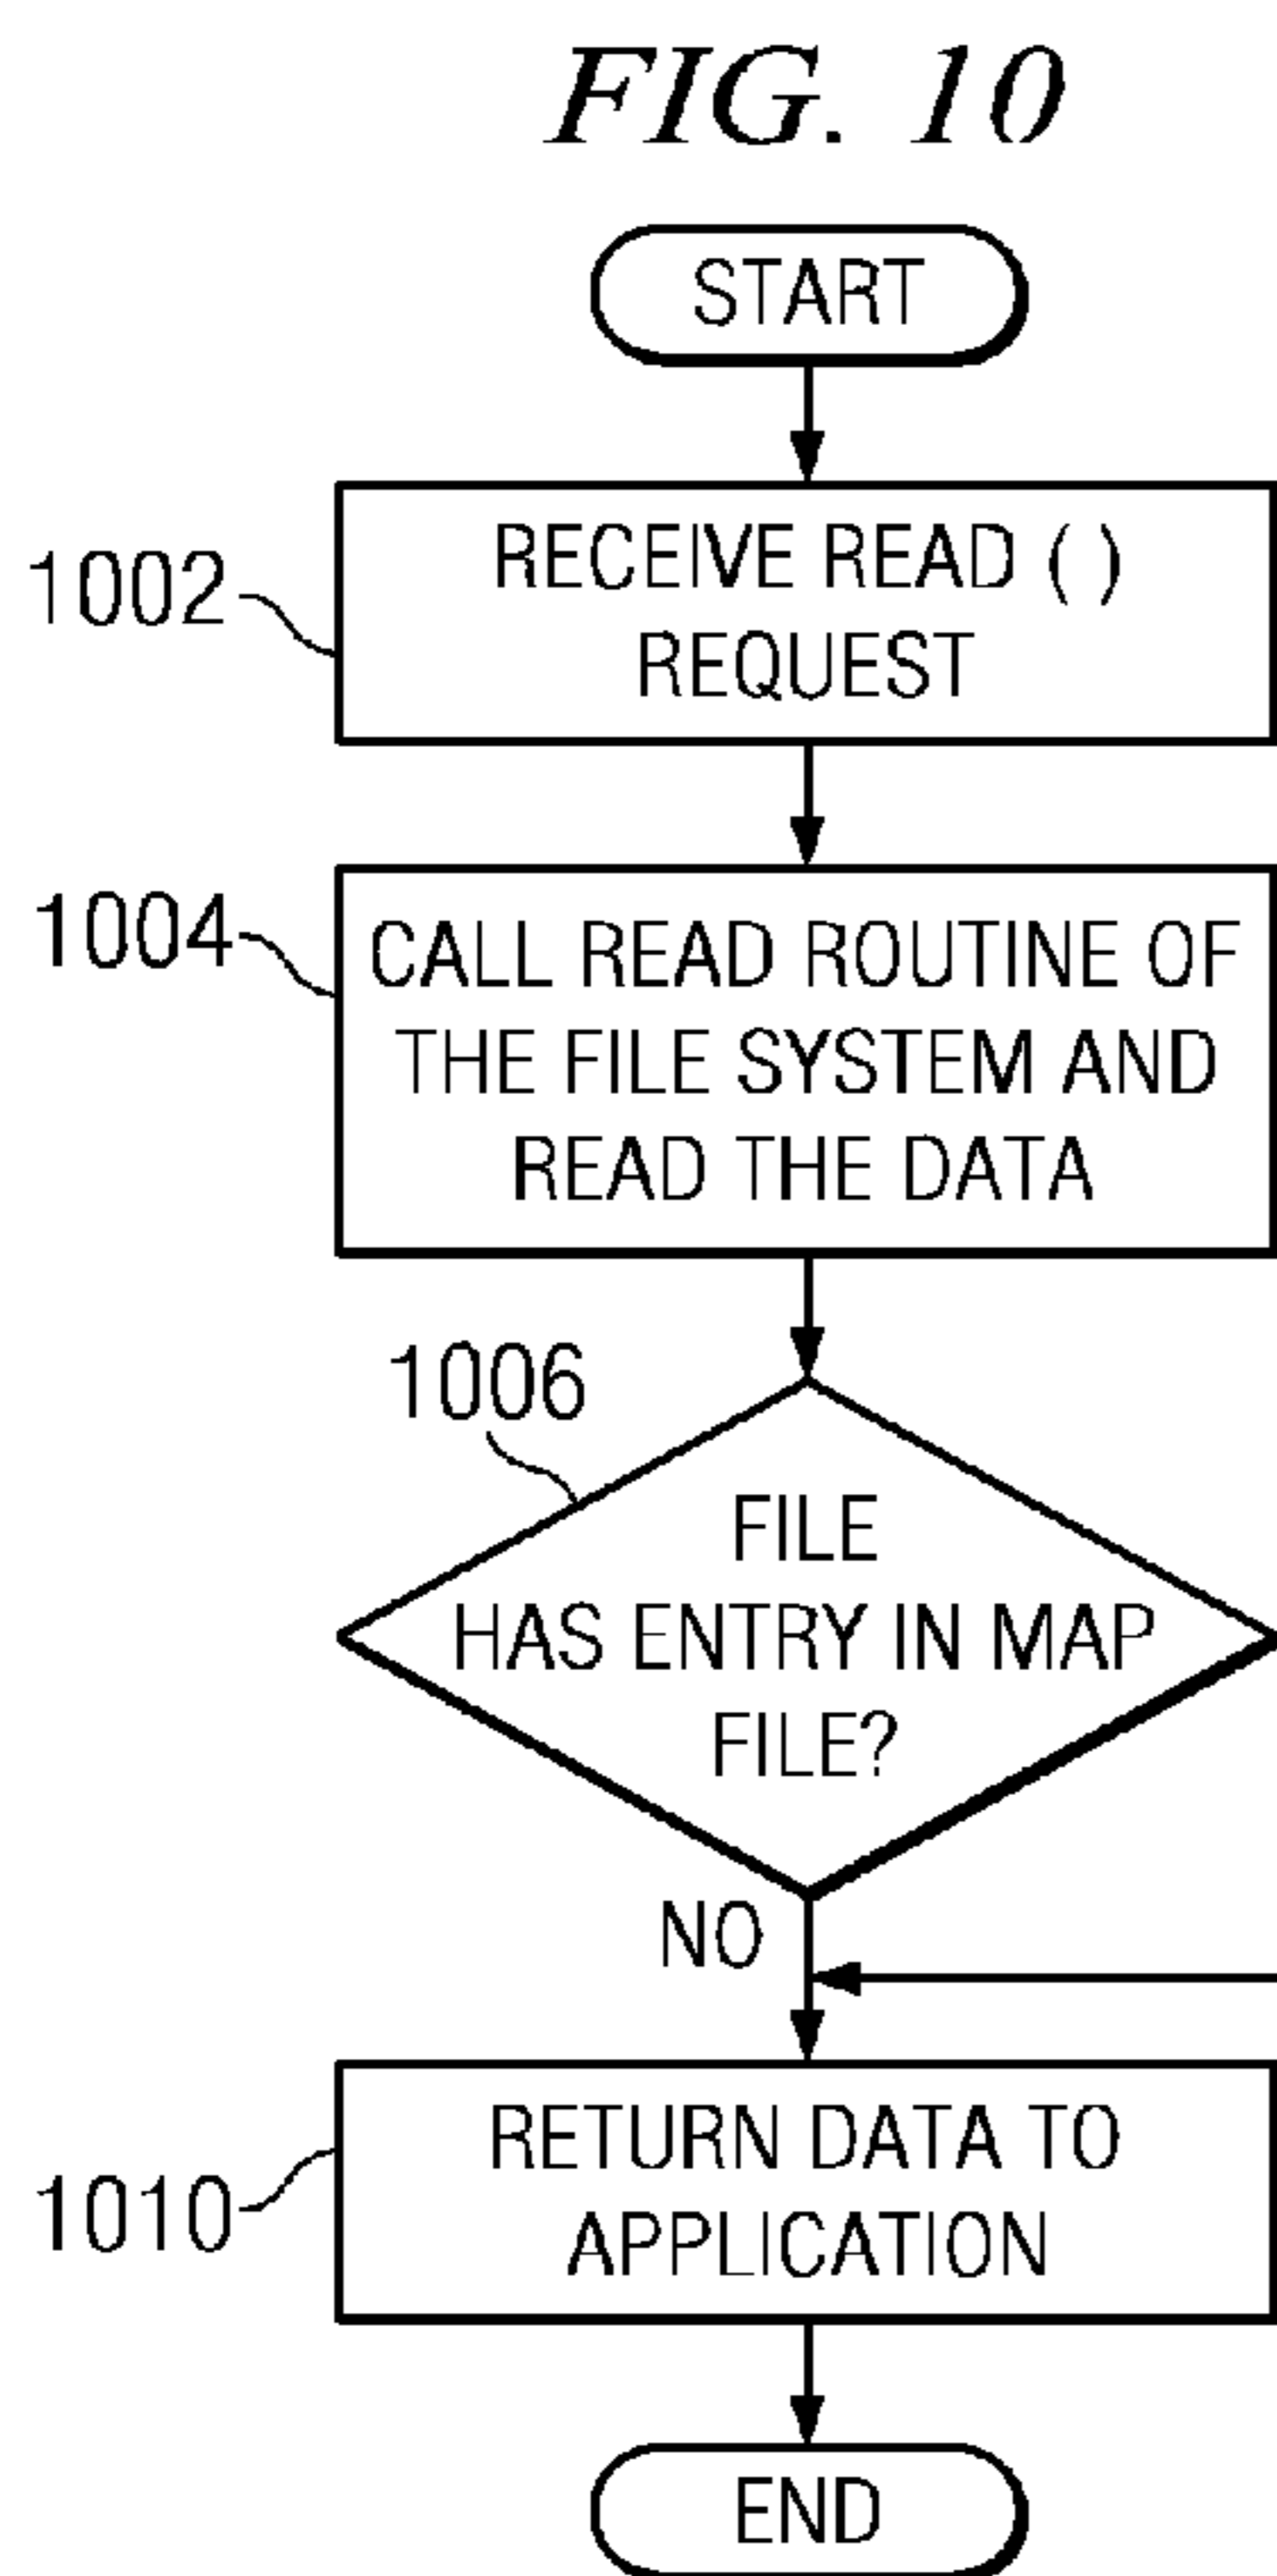 FIG. 10
START
1002
RECEIVE READ ( )
REQUEST
1004
CALL READ ROUTINE OF
THE FILE SYSTEM AND
READ THE DATA
1006
FILE
HAS ENTRY IN MAP
FILE?
NO
1010
RETURN DATA TO
APPLICATION
END